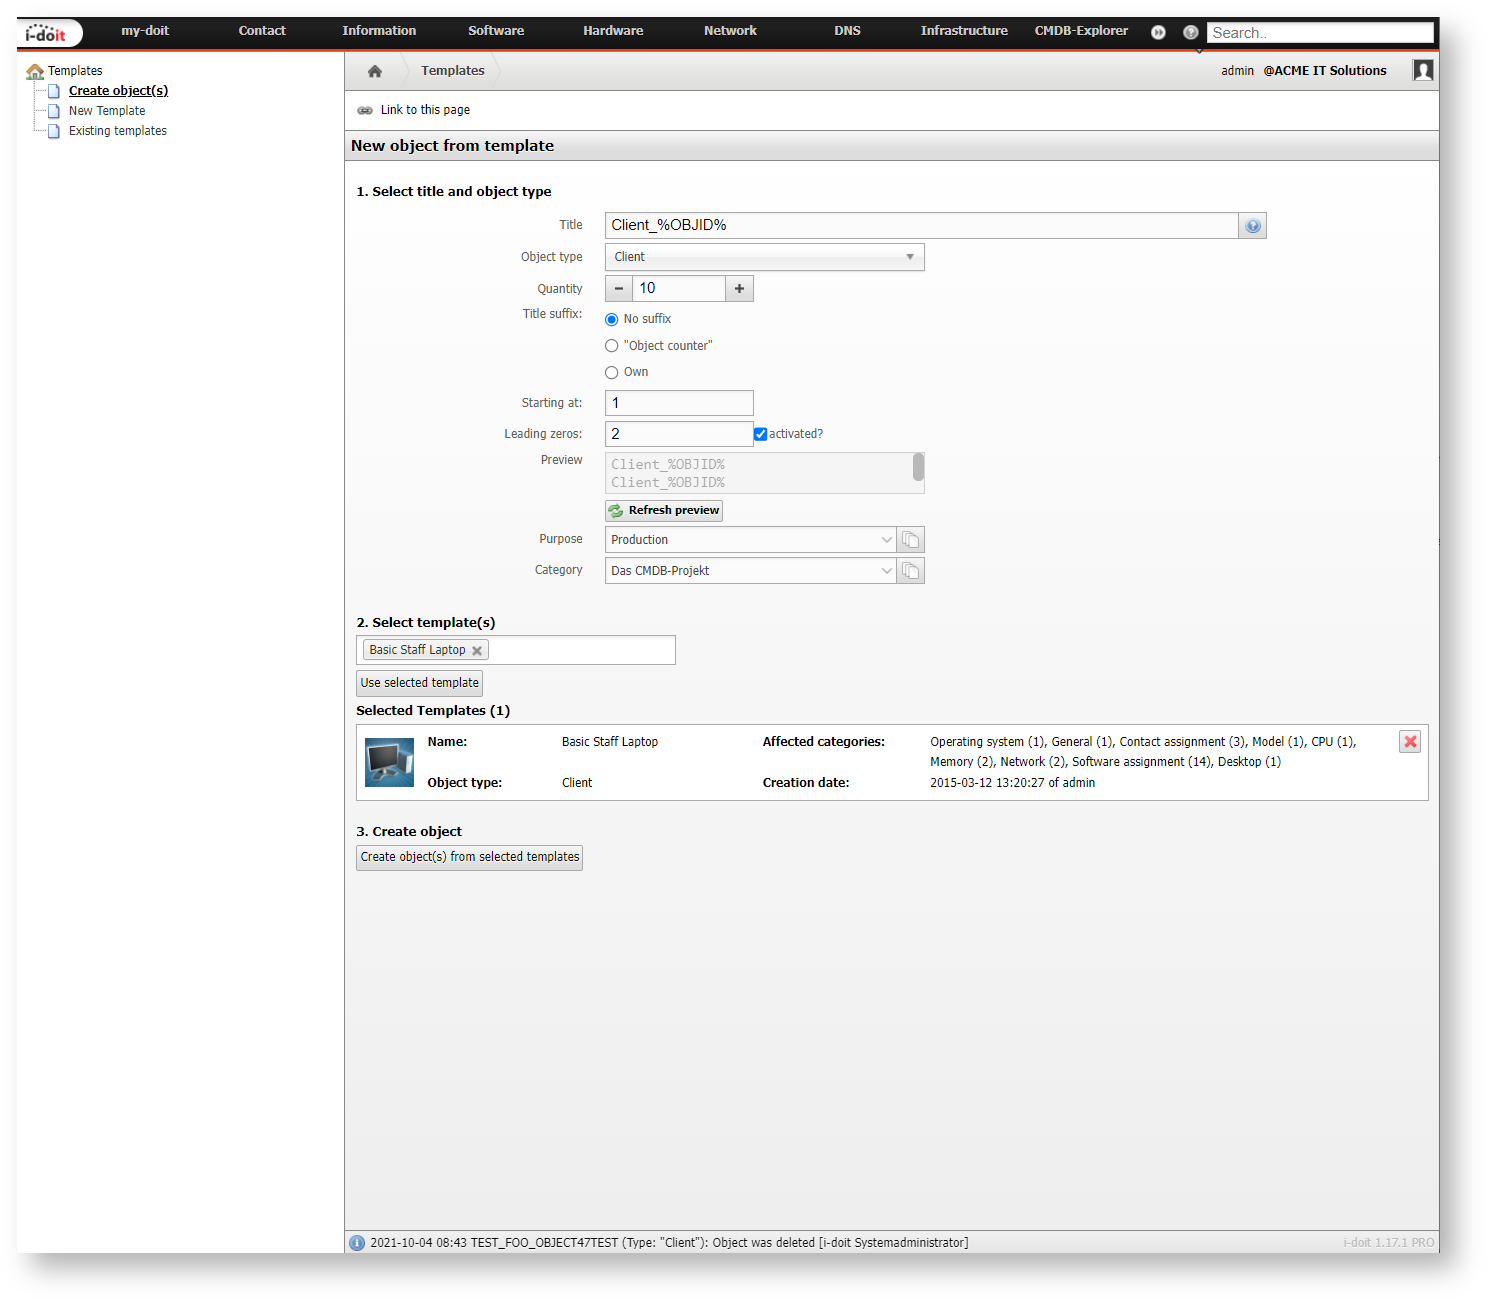 i-doit my-doit Contact Information Software Hardware Network DNS Infrastructure CMDB-Explorer Search..
Templates
Create object(s)
New Template
Existing templates
Templates admin @ACME IT Solutions
Link to this page
New object from template
1. Select title and object type
Title Client_%OBJID%
Object type Client
Quantity - 10 +
Title suffix: No suffix
"Object counter"
Own
Starting at: 1
Leading zeros: 2 activated?
Preview Client_%OBJID%
Client_%OBJID%
Refresh preview
Purpose Production
Category Das CMDB-Projekt
2. Select template(s)
Basic Staff Laptop
Use selected template
Selected Templates (1)
Name: Basic Staff Laptop Affected categories: Operating system (1), General (1), Contact assignment (3), Model (1), CPU (1),
Memory (2), Network (2), Software assignment (14), Desktop (1)
Object type: Client Creation date: 2015-03-12 13:20:27 of admin
3. Create object
Create object(s) from selected templates
2021-10-04 08:43 TEST_FOO_OBJECT47TEST (Type: "Client"): Object was deleted [i-doit Systemadministrator] i-doit 1.17.1 PRO